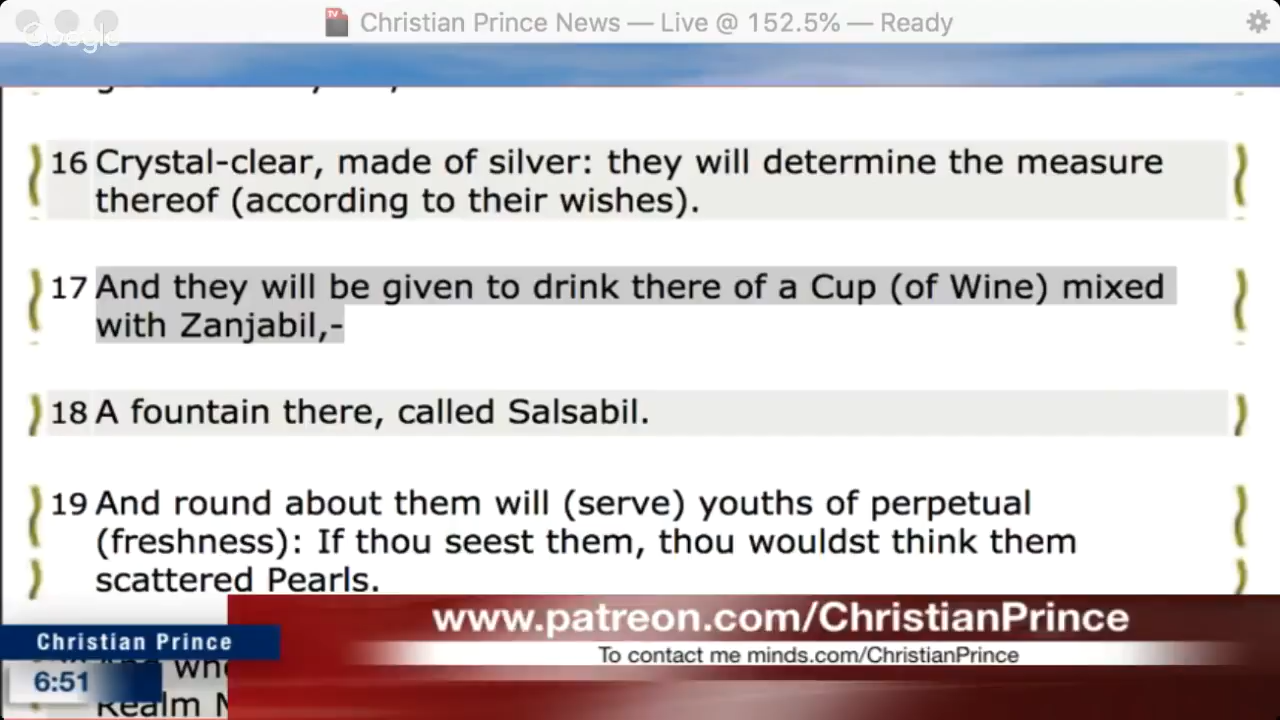 Christian Prince News — Live @ 152.5% — Ready
Google
16 Crystal-clear, made of silver: they will determine the measure
thereof (according to their wishes).
17 And they will be given to drink there of a Cup (of Wine) mixed
with Zanjabil,-
18 A fountain there, called Salsabil.
19 And round about them will (serve) youths of perpetual
(freshness): If thou seest them, thou wouldst think them
scattered Pearls.
www.patreon.com/ChristianPrince
Christian Prince
To contact me minds.com/ChristianPrince
6:51
Realm